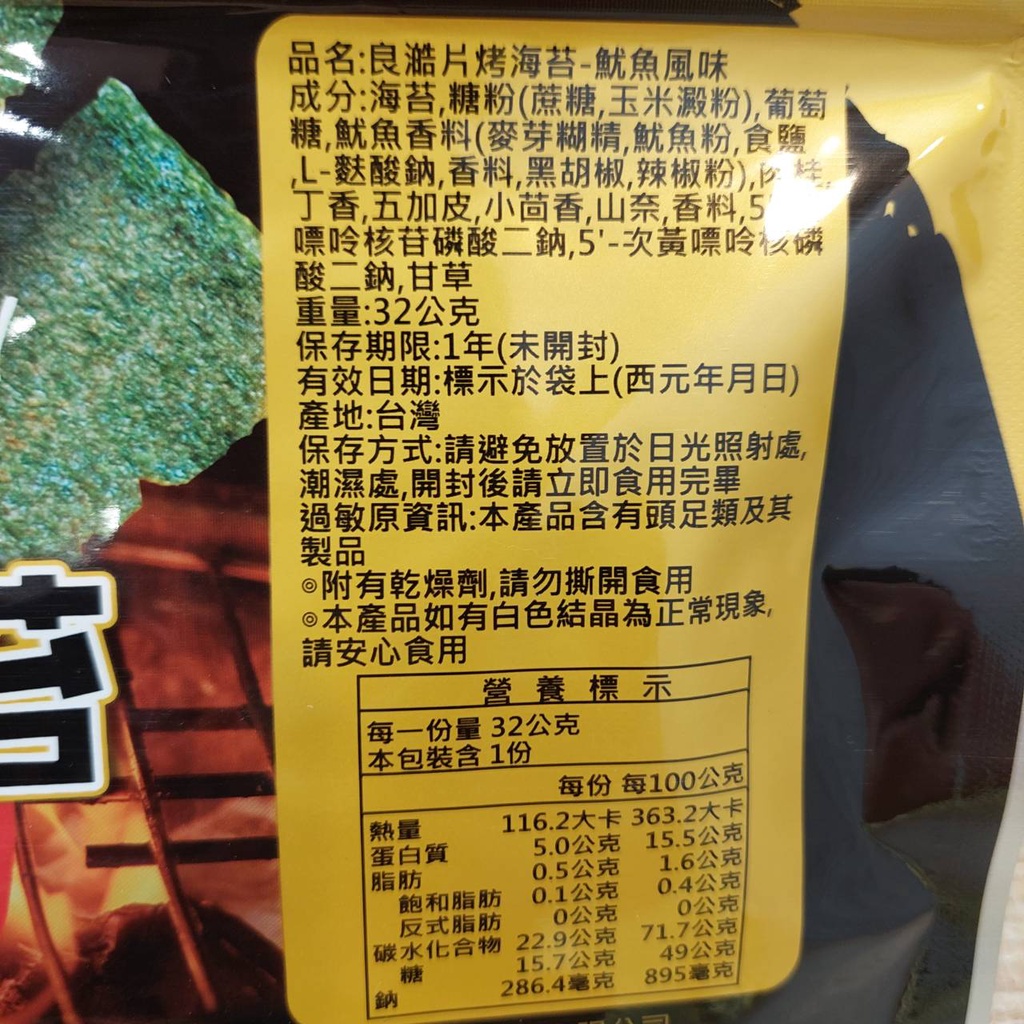 品名:良澔片烤海苔-魷魚風味
成分:海苔,糖粉(蔗糖,玉米澱粉),葡萄
糖,魷魚香料(麥芽糊精,魷魚粉,食鹽
,L-麩酸鈉,香料,黑胡椒,辣椒粉),肉桂,
丁香,五加皮,小茴香,山奈,香料,5'
嘌呤核苷磷酸二鈉,5'-次黃嘌呤核磷
酸二鈉,甘草
重量:32公克
保存期限:1年(未開封)
有效日期:標示於袋上(西元年月日)
產地:台灣
保存方式:請避免放置於日光照射處,
潮濕處,開封後請立即食用完畢
過敏原資訊:本產品含有頭足類及其
製品
◎附有乾燥劑,請勿撕開食用
◎本產品如有白色結晶為正常現象,
請安心食用
營養標示
每一份量 32公克
本包裝含 1份
每份 每100公克
熱量 116.2大卡 363.2大卡
蛋白質 5.0公克 15.5公克
脂肪 0.5公克 1.6公克
飽和脂肪 0.1公克 0.4公克
反式脂肪 0公克 0公克
碳水化合物 22.9公克 71.7公克
糖 15.7公克 49公克
鈉 286.4毫克 895毫克